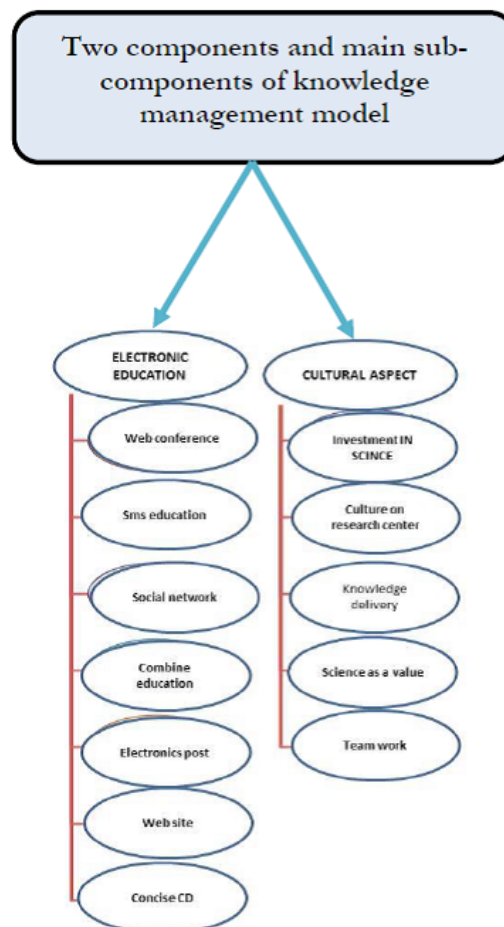 Two components and main sub-
components of knowledge
management model
ELECTRONIC
EDUCATION
Web conference
Sms education
Social network
Combine
education
Electronics post
Web site
Concise CD
CULTURAL ASPECT
Investment IN
SCINCE
Culture on
research center
Knowledge
delivery
Science as a value
Team work